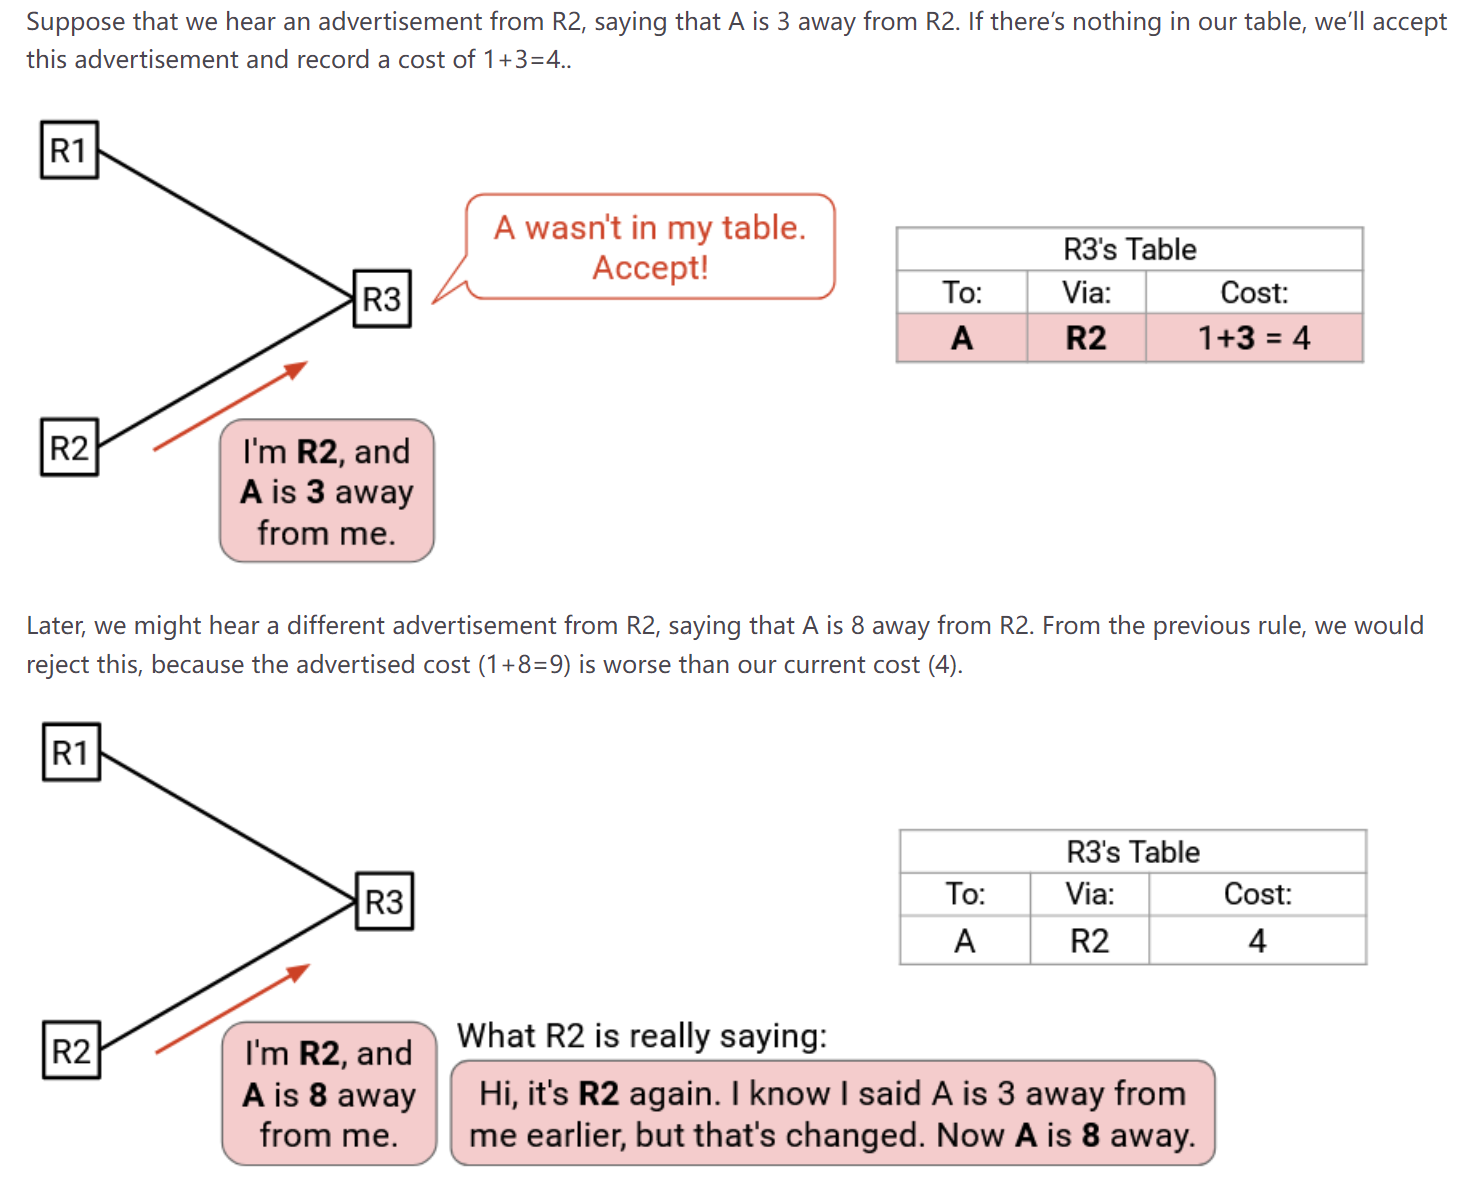 Suppose that we hear an advertisement from R2, saying that A is 3 away from R2. If there’s nothing in our table, we’ll accept
this advertisement and record a cost of 1+3=4..
R1
A wasn't in my table.
Accept!
R3
R3's Table
To: Via: Cost:
A R2 1+3 = 4
R2
I'm R2, and
A is 3 away
from me.
Later, we might hear a different advertisement from R2, saying that A is 8 away from R2. From the previous rule, we would
reject this, because the advertised cost (1+8=9) is worse than our current cost (4).
R1
R3
R3's Table
To: Via: Cost:
A R2 4
R2
I'm R2, and
A is 8 away
from me.
What R2 is really saying:
Hi, it's R2 again. I know I said A is 3 away from
me earlier, but that's changed. Now A is 8 away.